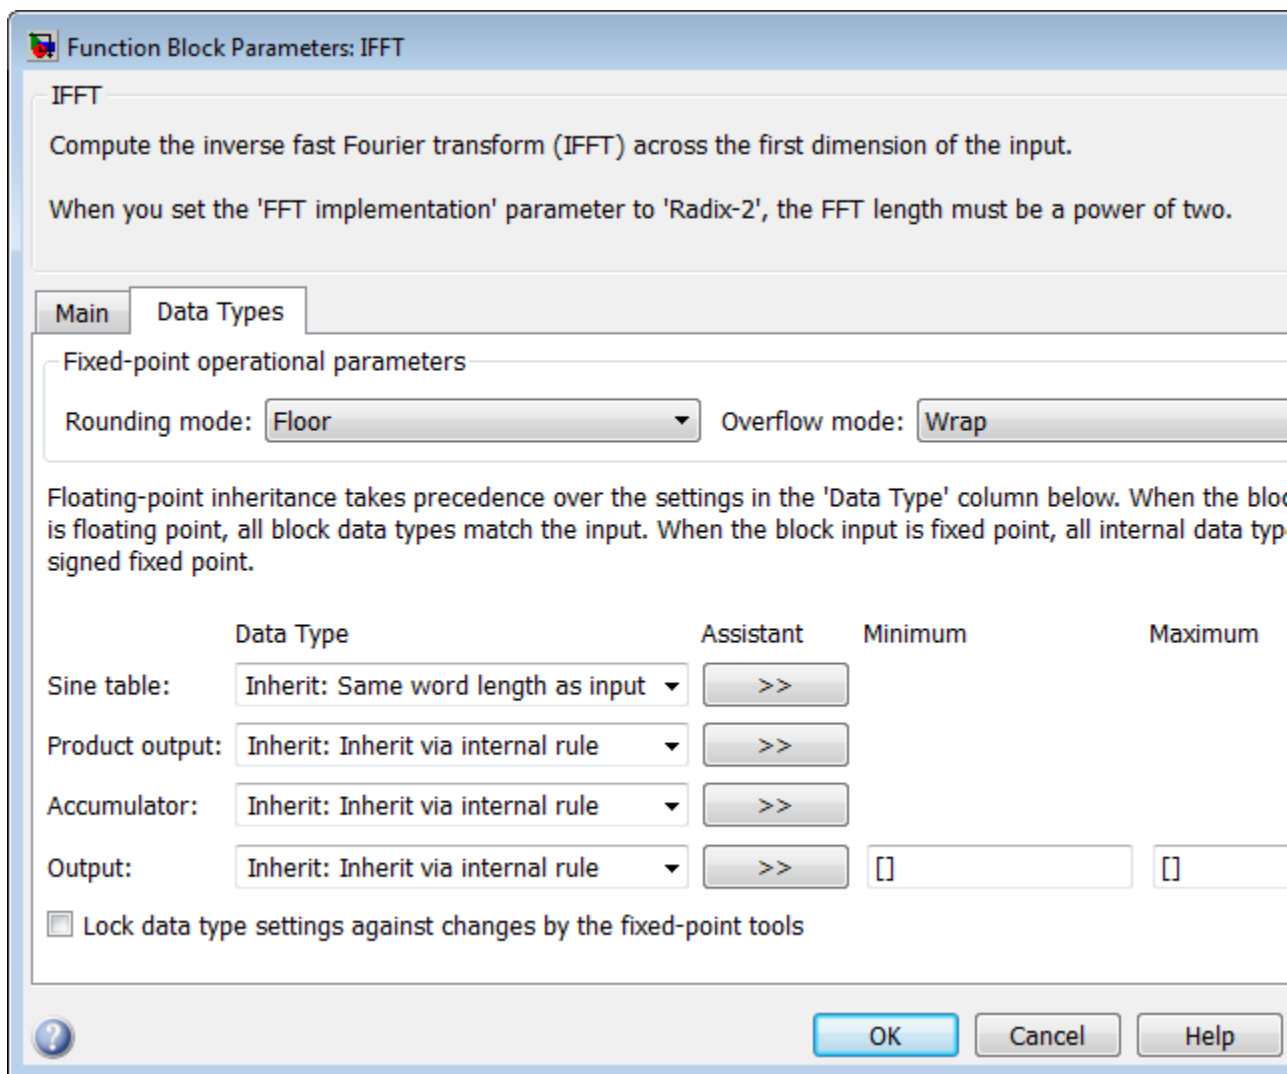 Function Block Parameters: IFFT
IFFT
Compute the inverse fast Fourier transform (IFFT) across the first dimension of the input.
When you set the 'FFT implementation' parameter to 'Radix-2', the FFT length must be a power of two.
Main Data Types
Fixed-point operational parameters
Rounding mode: Floor Overflow mode: Wrap
Floating-point inheritance takes precedence over the settings in the 'Data Type' column below. When the
is floating point, all block data types match the input. When the block input is fixed point, all internal data
signed fixed point.
Data Type Assistant Minimum Maximum
Sine table: Inherit: Same word length as input >>
Product output: Inherit: Inherit via internal rule >>
Accumulator: Inherit: Inherit via internal rule >>
Output: Inherit: Inherit via internal rule >> [] []
Lock data type settings against changes by the fixed-point tools
? OK Cancel Help